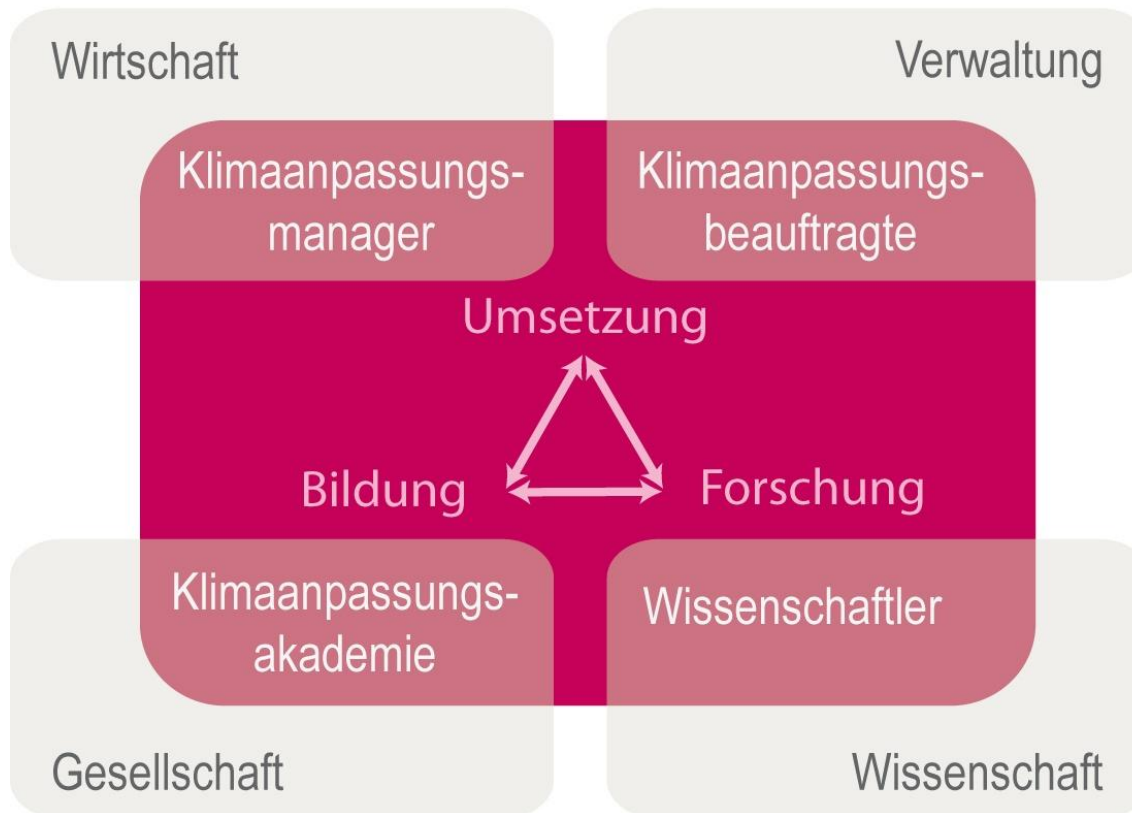 Wirtschaft
Verwaltung
Klimaanpassungs-
manager
Klimaanpassungs-
beauftragte
Umsetzung
Bildung
Forschung
Klimaanpassungs-
akademie
Wissenschaftler
Gesellschaft
Wissenschaft